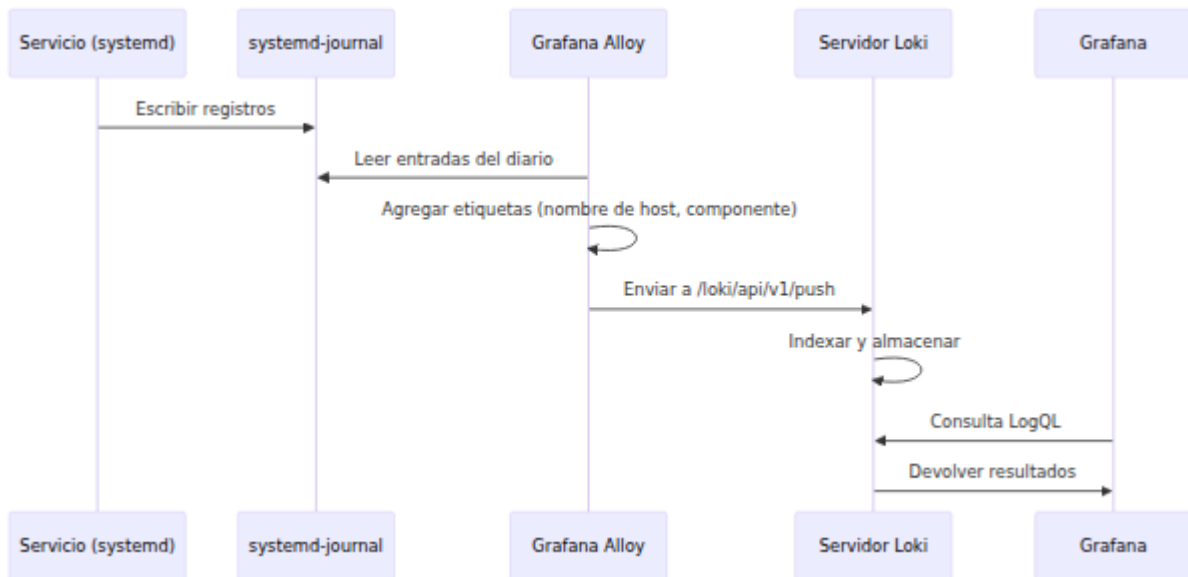 Servicio (systemd)
systemd-journal
Grafana Alloy
Servidor Loki
Grafana
Escribir registros
Leer entradas del diario
Agregar etiquetas (nombre de host, componente)
Enviar a /loki/api/v1/push
Indexar y almacenar
Consulta LogQL
Devolver resultados
Servicio (systemd)
systemd-journal
Grafana Alloy
Servidor Loki
Grafana